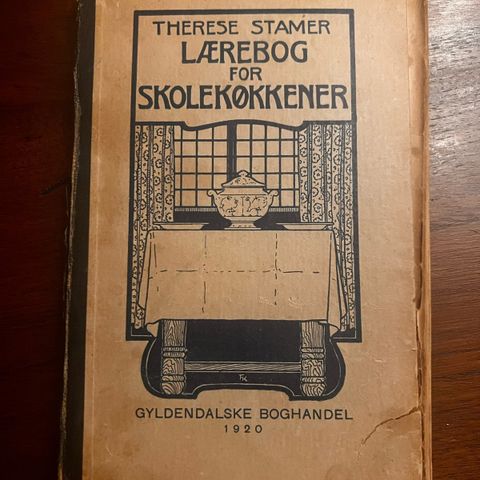 THERESE STAMER
LÆREBOG
FOR
SKOLEKØKKENER
GYLDENDALSKE BOGHANDEL
1920